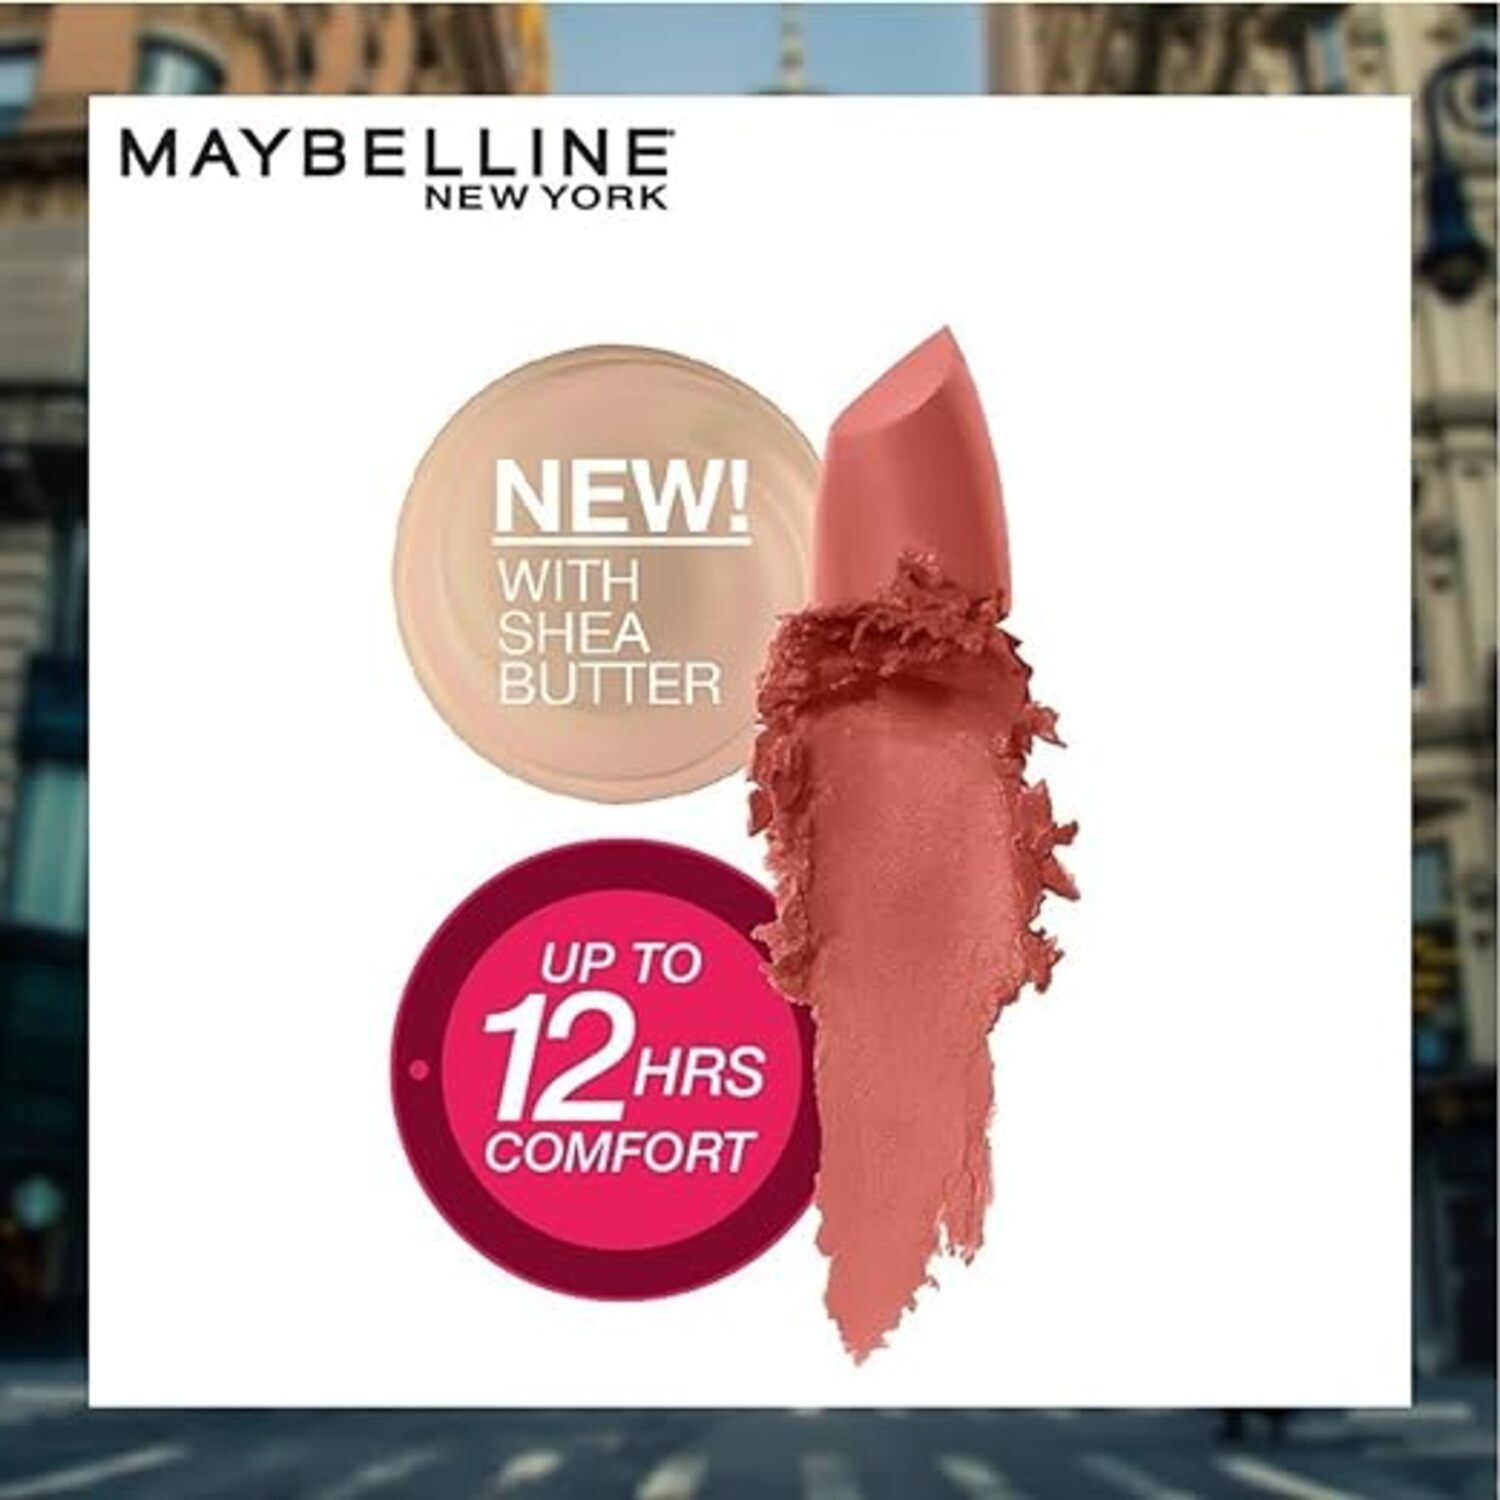 MAYBELLINE
NEW YORK
NEW!
WITH
SHEA
BUTTER
UP TO
12 HRS
COMFORT